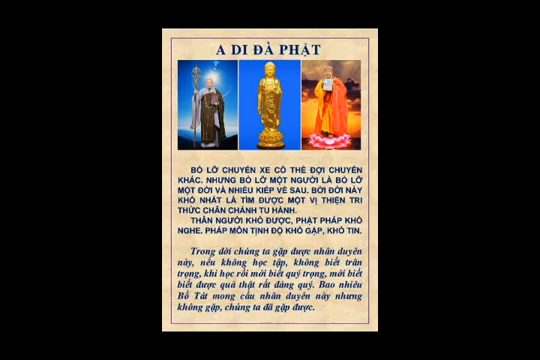 A DI ĐÀ PHẬT
BỎ LỠ CHUYẾN XE CÓ THỂ ĐỢI CHUYẾN
KHÁC. NHƯNG BỎ LỠ MỘT NGƯỜI LÀ BỎ LỠ
MỘT ĐỜI VÀ NHIỀU KIẾP VỀ SAU. BỞI ĐỜI NÀY
KHÓ NHẤT LÀ TÌM ĐƯỢC MỘT VỊ THIỆN TRI
THỨC CHÂN CHÁNH TU HÀNH.
THÂN NGƯỜI KHÓ ĐƯỢC, PHẬT PHÁP KHÓ
NGHE. PHÁP MÔN TỊNH ĐỘ KHÓ GẶP, KHÓ TIN.
Trong đời chúng ta gặp được nhân duyên
này, nếu không học tập, không biết trân
trọng, khi học rồi mới biết quý trọng, mới biết
biết được quả thật rất đáng quý. Bao nhiêu
Bồ Tát mong cầu nhân duyên này nhưng
không gặp, chúng ta đã gặp được.